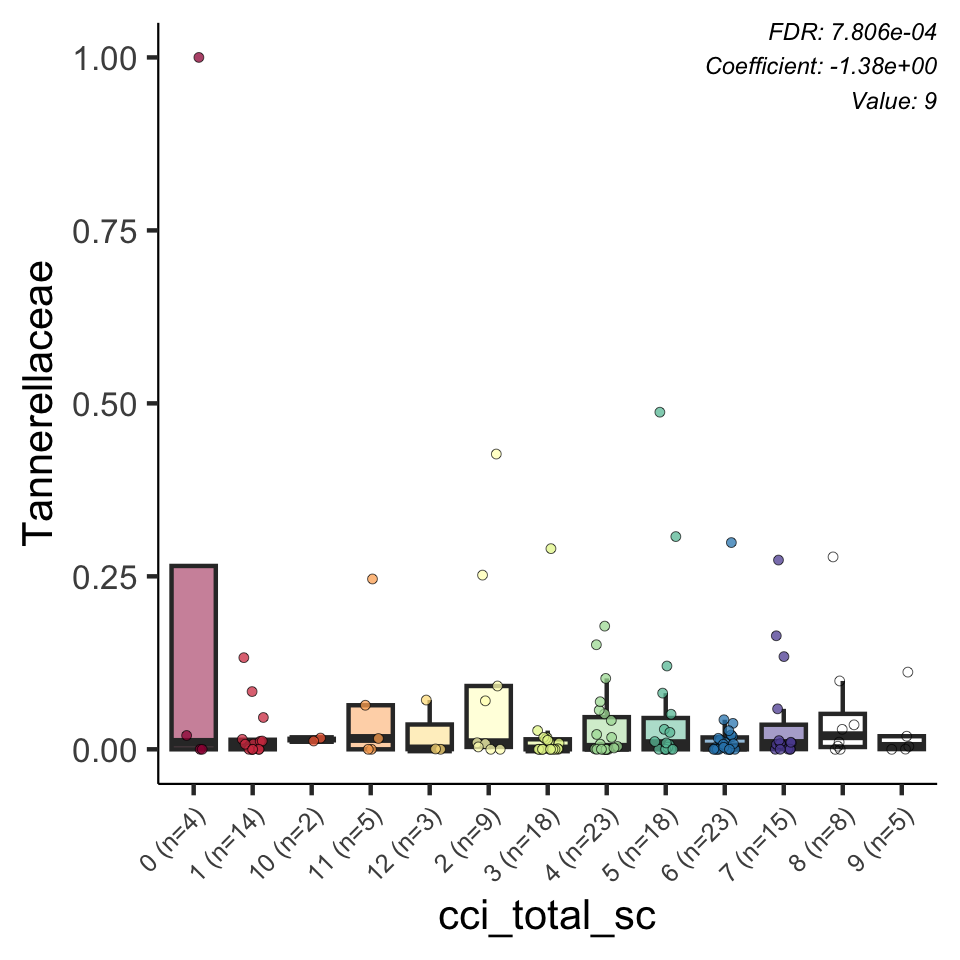 FDR: 7.806e-04
Coefficient: -1.38e+00
Value: 9
Tannerellaceae
1.00
0.75
0.50
0.25
0.00
0 (n=4)
1 (n=14)
10 (n=2)
11 (n=5)
12 (n=3)
2 (n=9)
3 (n=18)
4 (n=23)
5 (n=18)
6 (n=23)
7 (n=15)
8 (n=8)
9 (n=5)
cci_total_sc